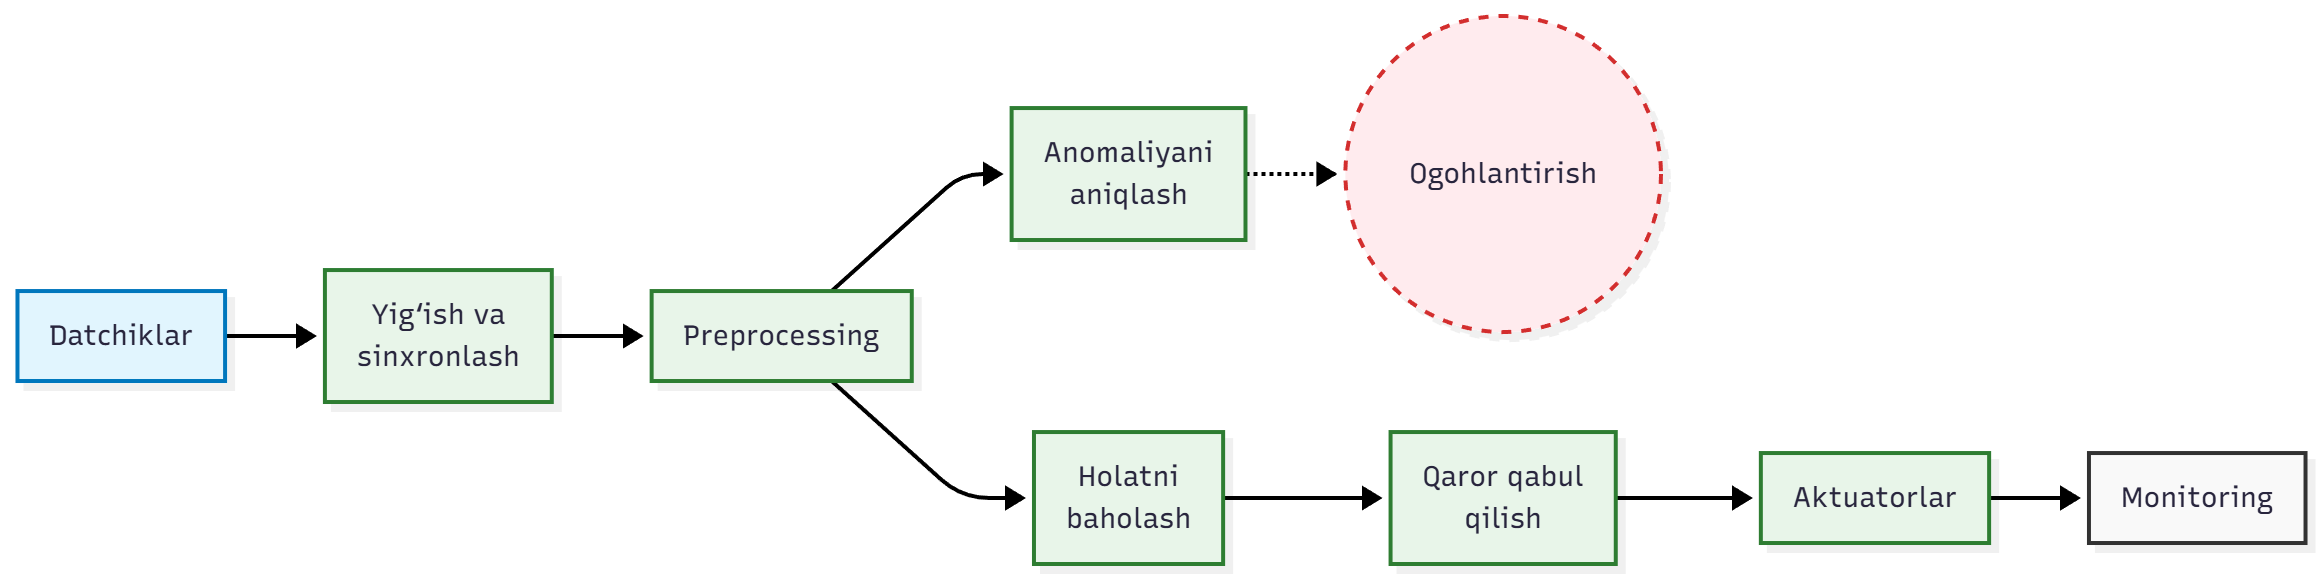 Datchiklar
Yig‘ish va
sinxronlash
Preprocessing
Anomaliyani
aniqlash
Ogohlantirish
Holatni
baholash
Qaror qabul
qilish
Aktuatorlar
Monitoring